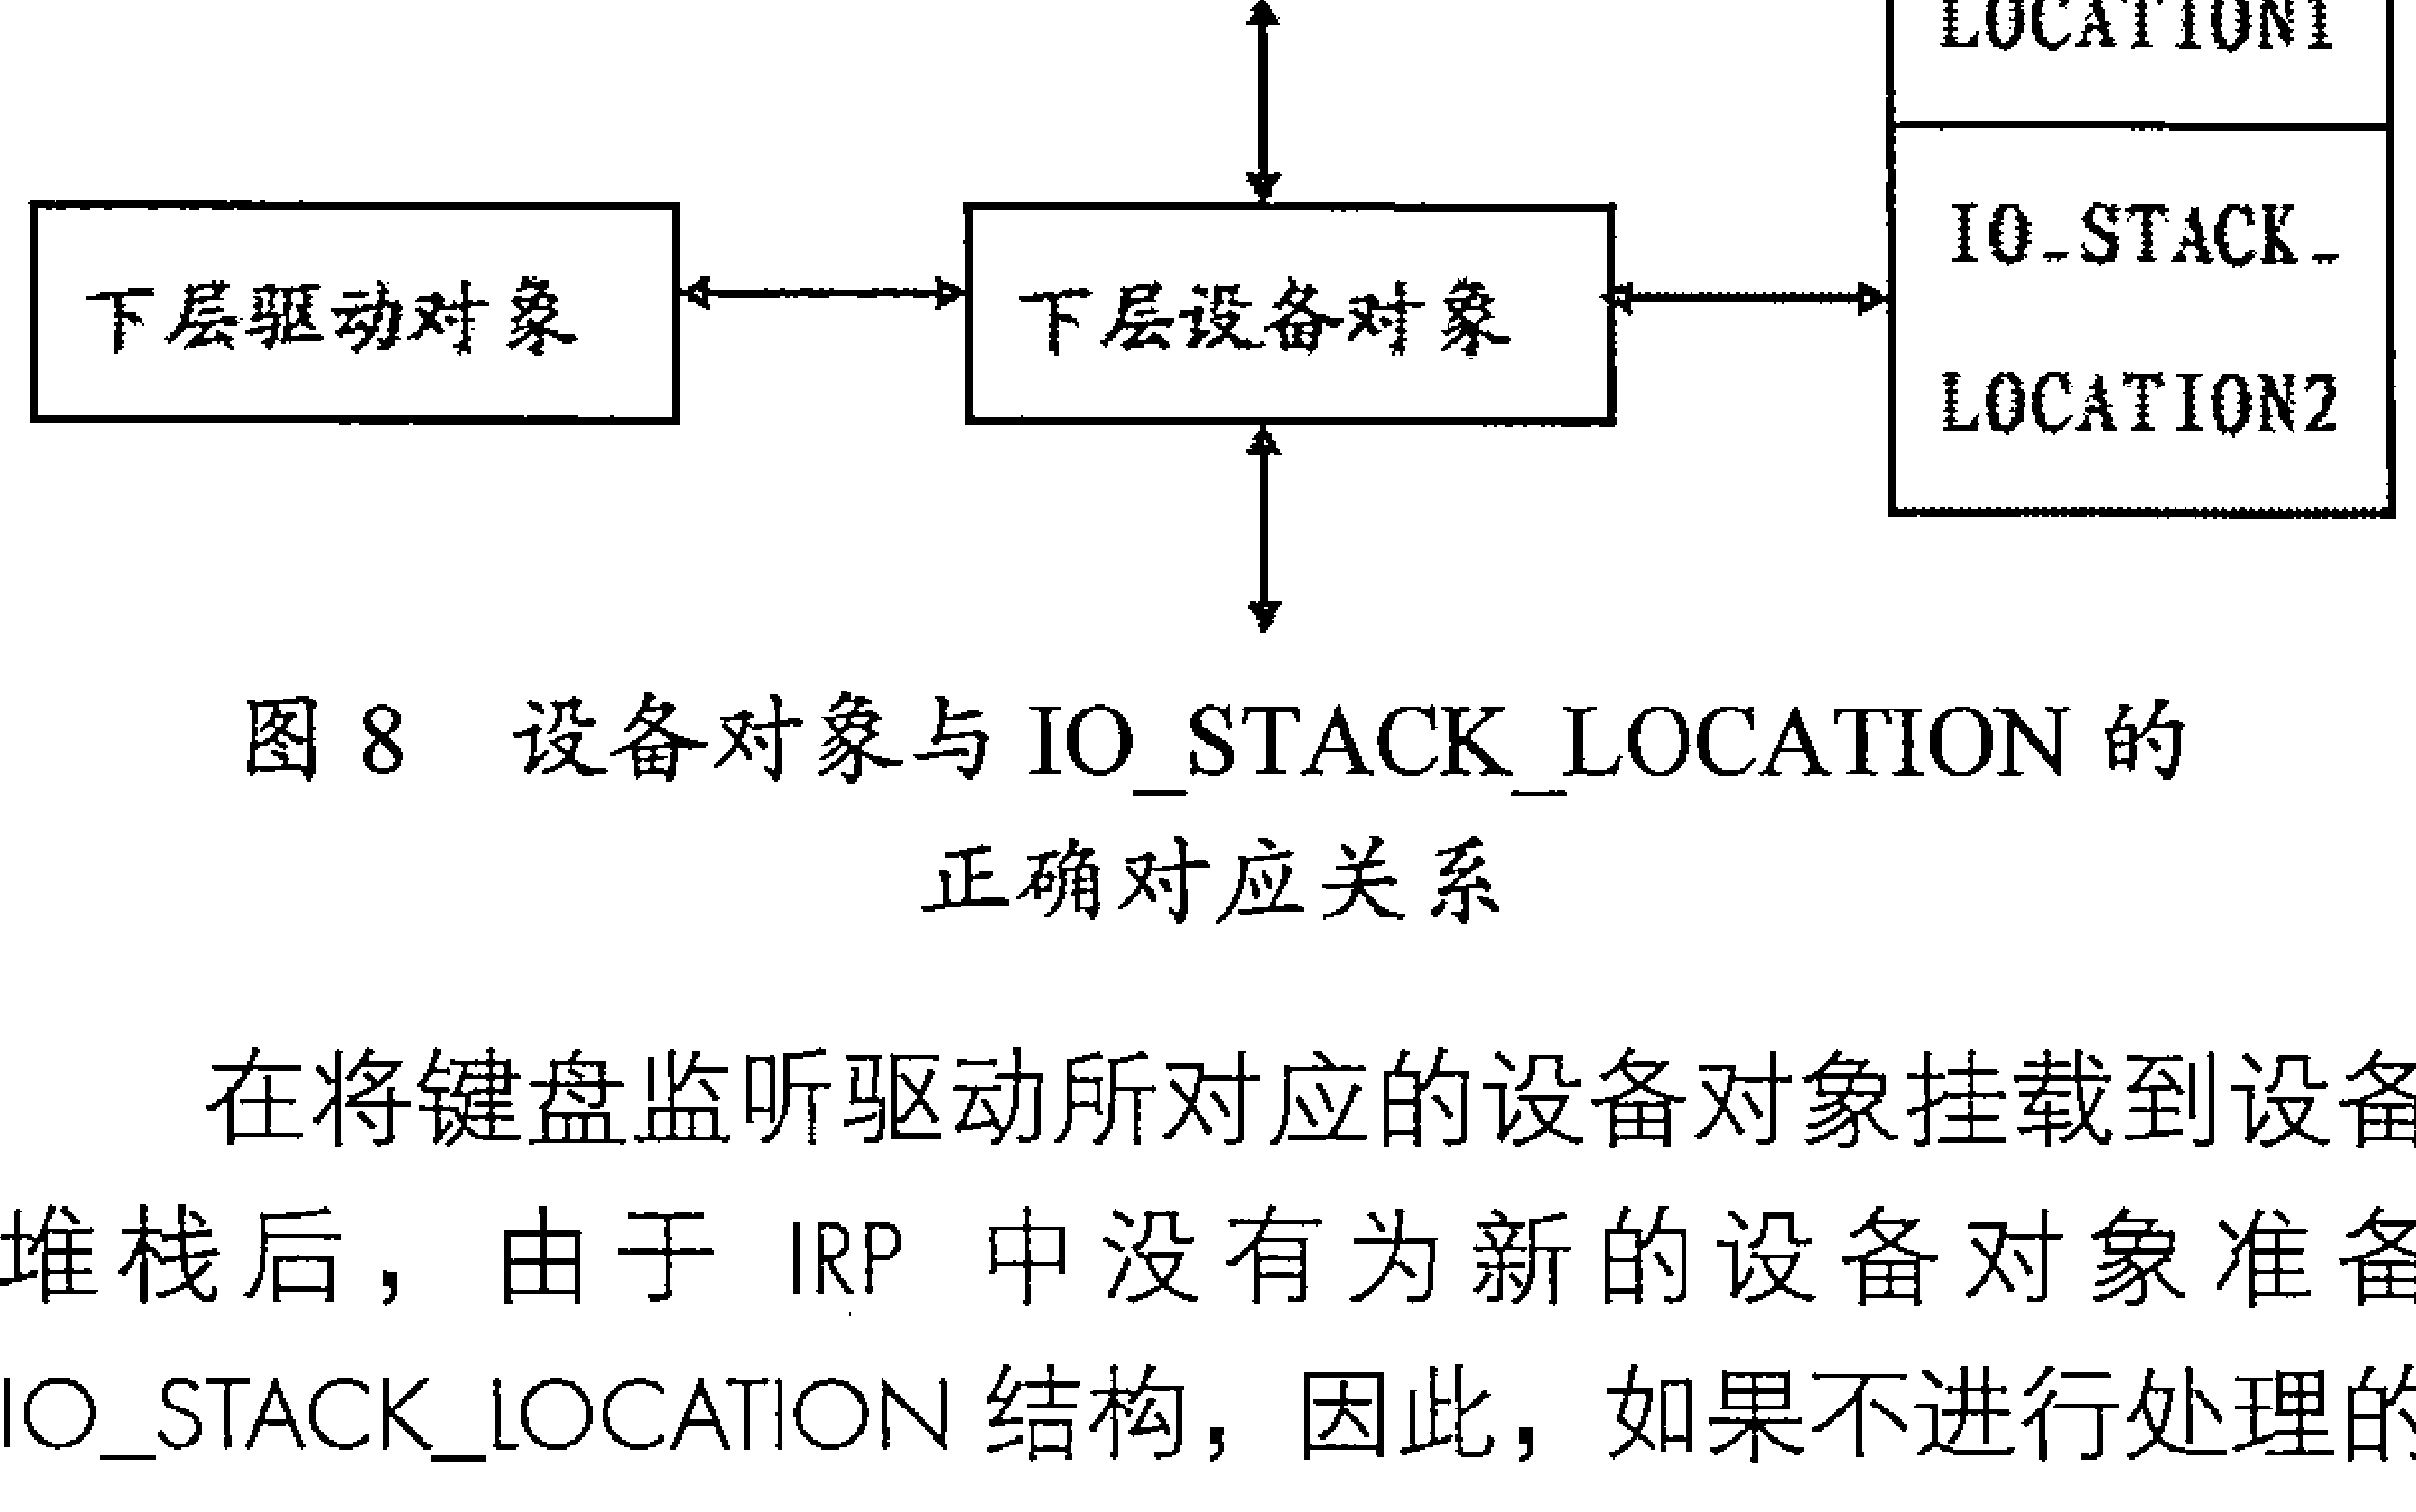 LOCATION1
下层驱动对象
下层设备对象
IO_STACK_
LOCATION2
图 8 设备对象与 IO_STACK_LOCATION 的
正确对应关系
在将键盘监听驱动所对应的设备对象挂载到设备
堆栈后，由于 IRP 中没有为新的设备对象准备
IO_STACK_LOCATION 结构，因此，如果不进行处理的